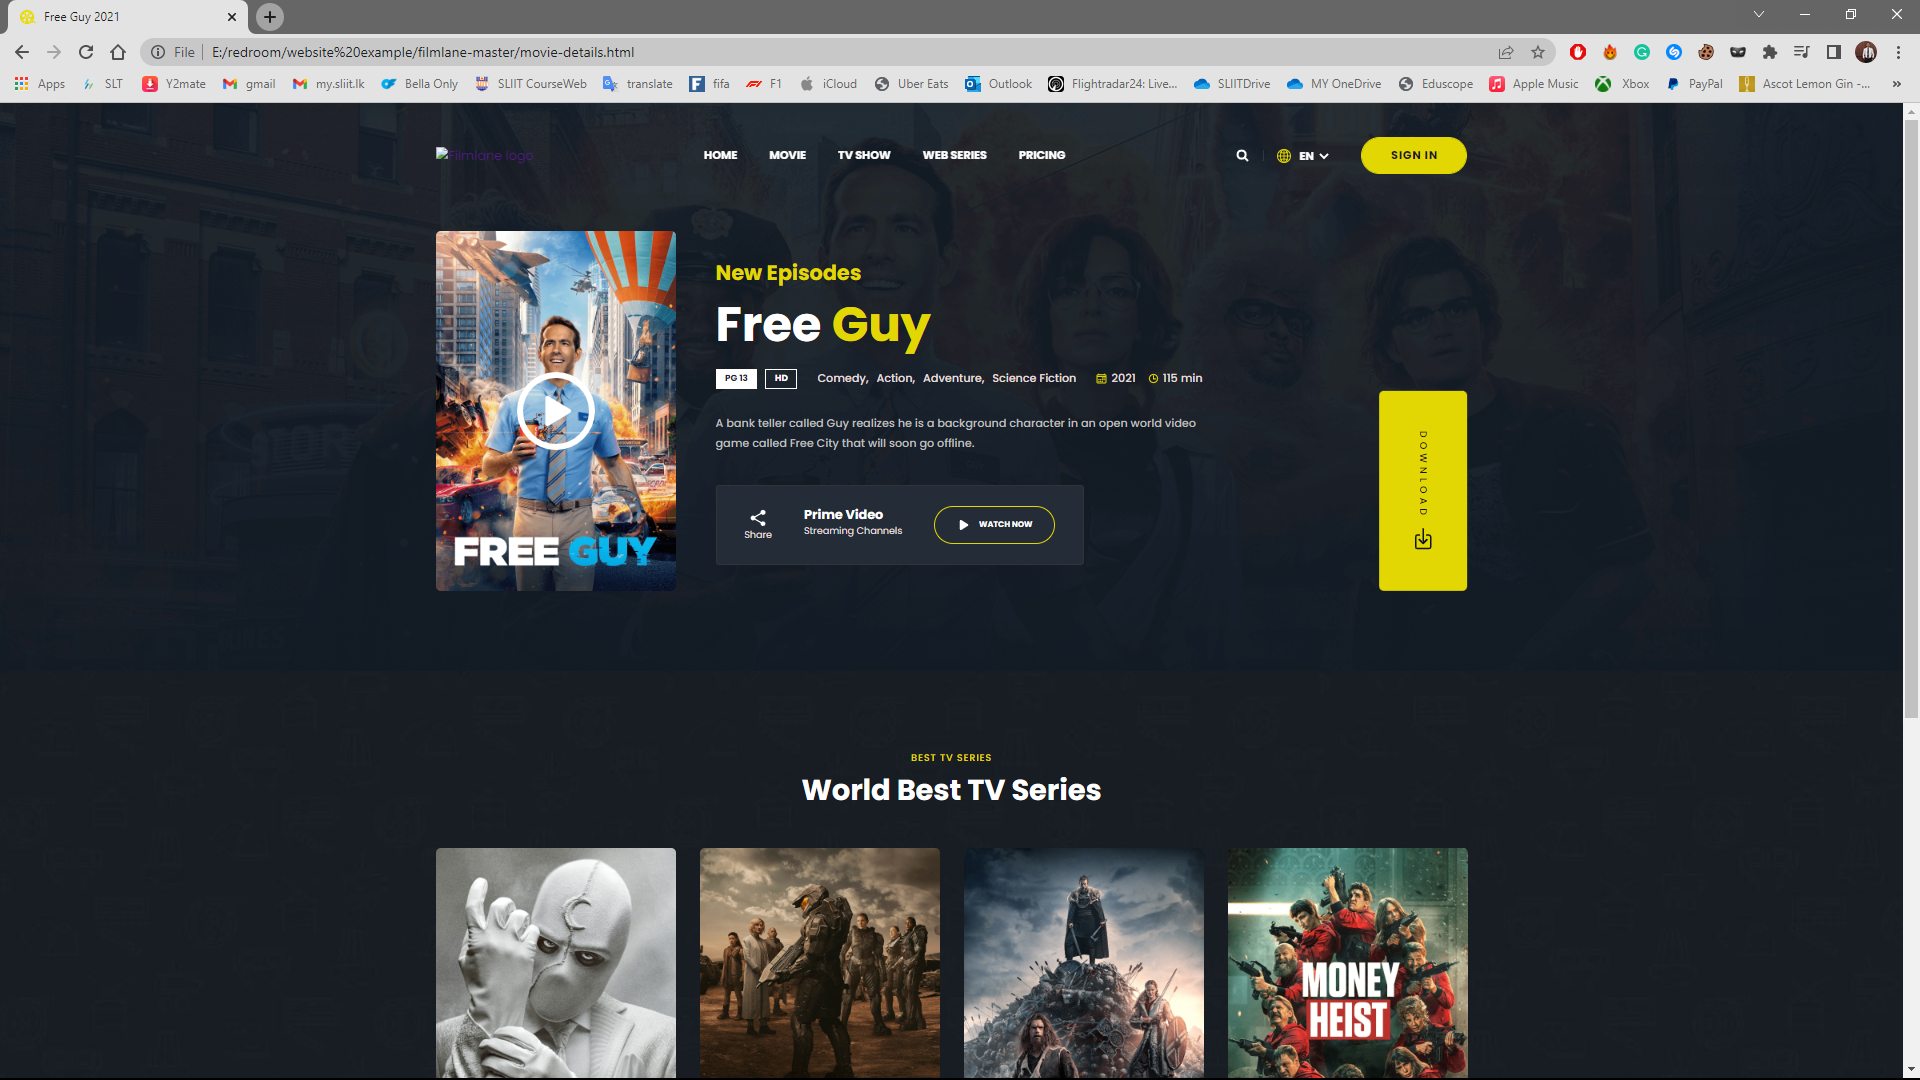 Free Guy 2021
File
E:/redroom/website%20example/filmlane-master/movie-details.html
Apps SLT Y2mate gmail my.sliit.lk Bella Only SLIIT CourseWeb translate fifa F1 iCloud Uber Eats Outlook Flightradar24: Live... SLIITDrive MY OneDrive Eduscope Apple Music Xbox PayPal Ascot Lemon Gin -... »
Filmlane logo
HOME MOVIE TV SHOW WEB SERIES PRICING
EN
SIGN IN
New Episodes
Free Guy
PG 13 HD Comedy, Action, Adventure, Science Fiction 2021 115 min
A bank teller called Guy realizes he is a background character in an open world video
game called Free City that will soon go offline.
Share
Prime Video
Streaming Channels
WATCH NOW
DOWNLOAD
FREE GUY
BEST TV SERIES
World Best TV Series
MONEY
HEIST